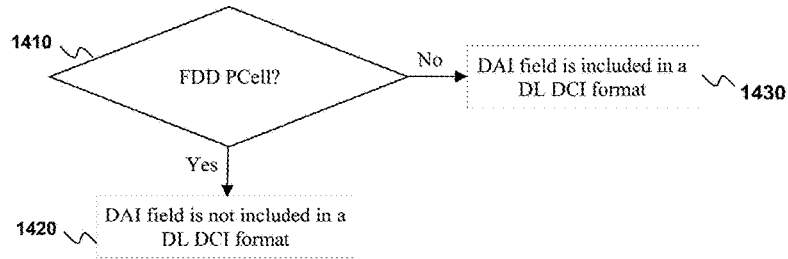 1410
FDD PCell?
No
DAI field is included in a
DL DCI format
1430
Yes
DAI field is not included in a
DL DCI format
1420